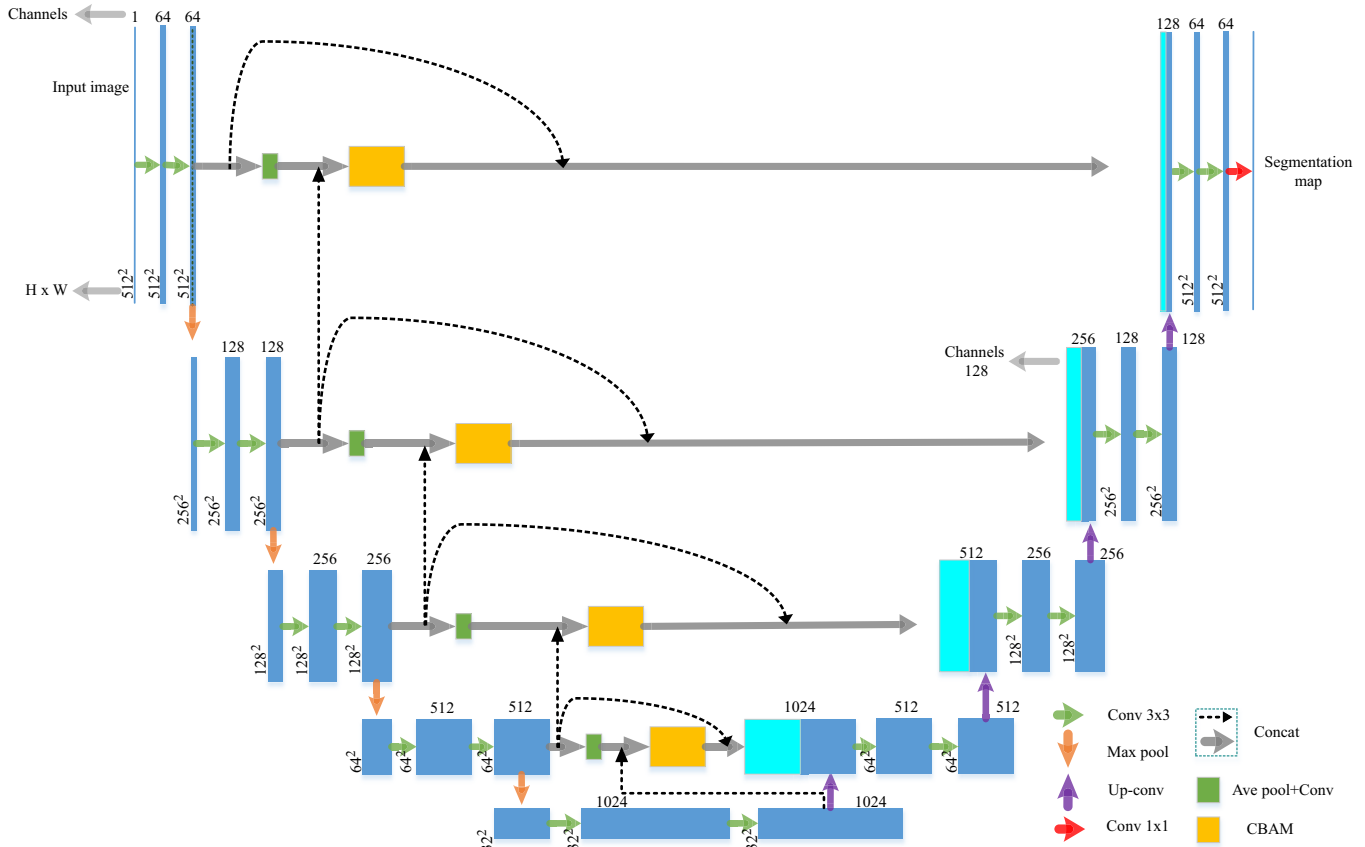 Channels 1 64 64
128 64 64
Input image
Segmentation
map
H x W
512²
512²
512²
512²
512²
128 128
Channels
128
256 128 128
256²
256²
256²
256²
256²
256 256
512 256 256
128²
128²
128²
128²
128²
512 512
1024 512 512
64²
64²
64²
64²
64²
1024 1024
Conv 3x3
Max pool
Up-conv
Conv 1x1
Concat
Ave pool+Conv
CBAM